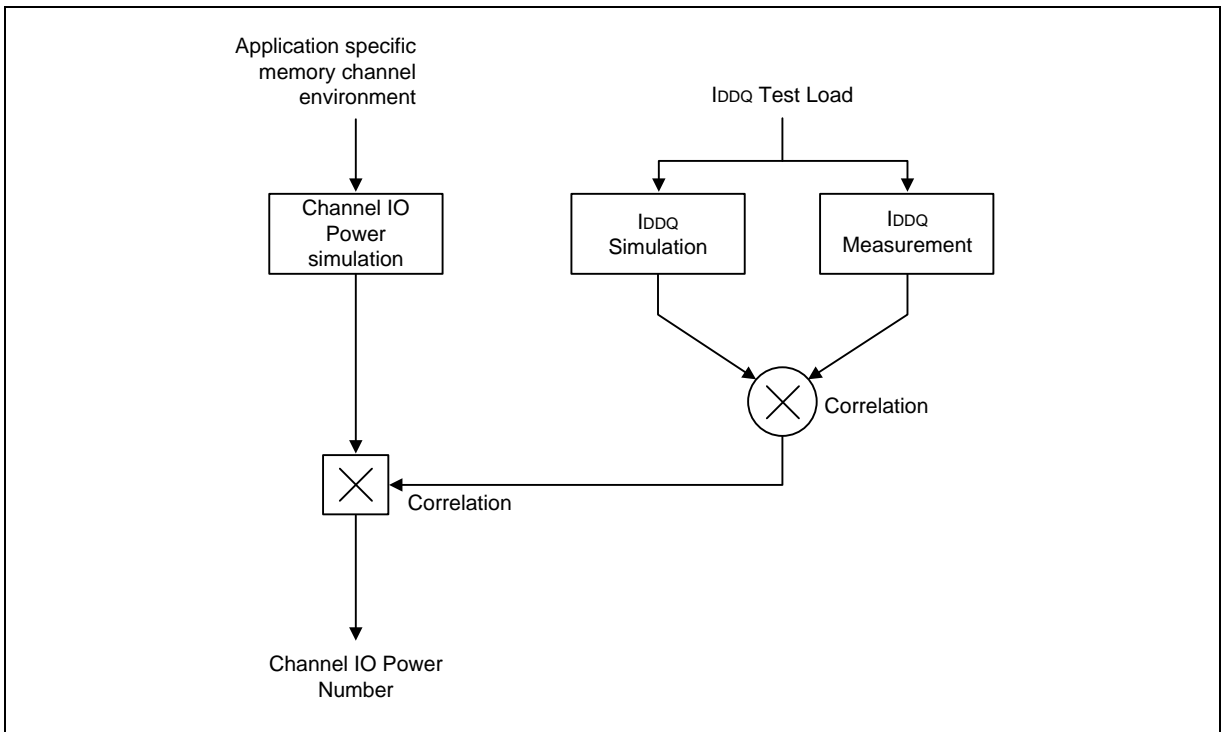 Application specific
memory channel
environment
IDDQ Test Load
Channel IO
Power
simulation
IDDQ
Simulation
IDDQ
Measurement
Correlation
Correlation
Channel IO Power
Number